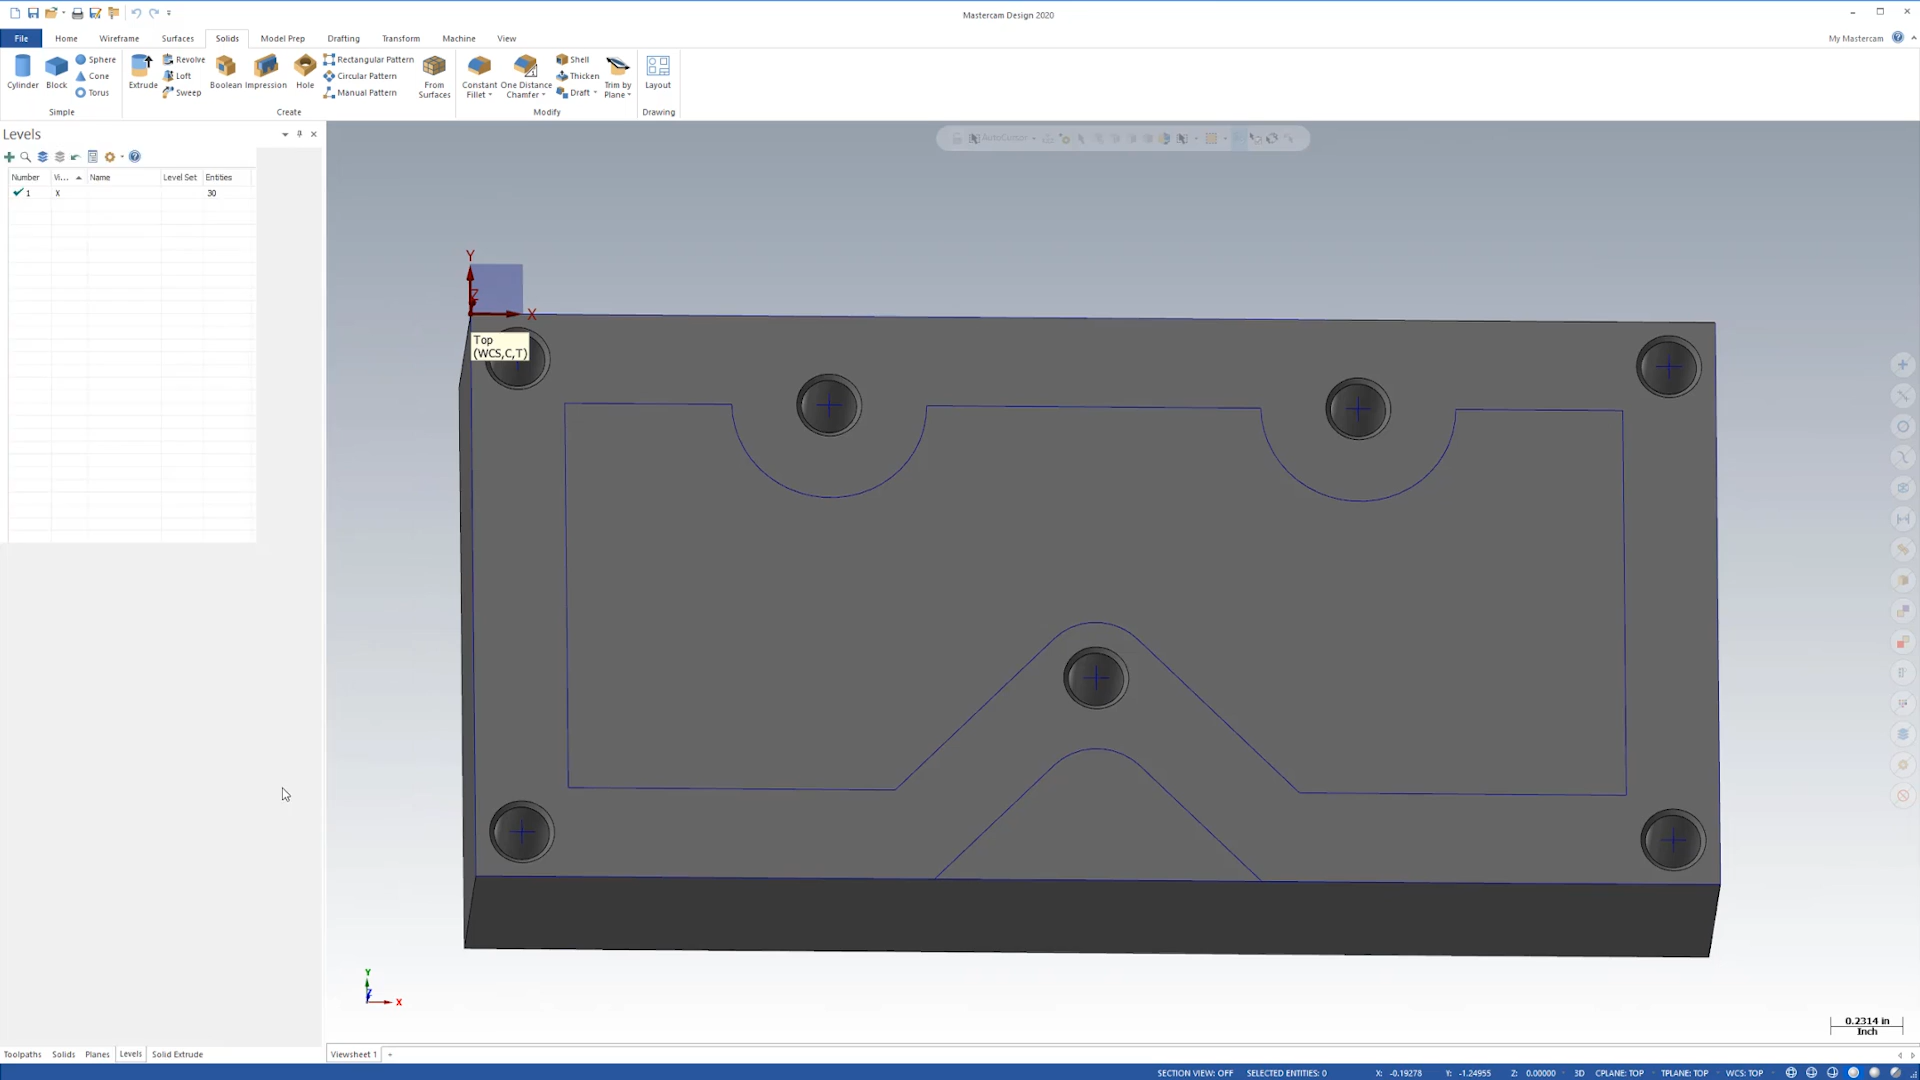 Mastercam Design 2020
File Home Wireframe Surfaces Solids Model Prep Drafting Transform Machine View
My Mastercam
Cylinder Block Sphere Cone Torus
Extrude Revolve Loft Sweep
Boolean Impression Hole
Rectangular Pattern
Circular Pattern
Manual Pattern
From Surfaces
Constant Fillet One Distance Chamfer
Shell Thicken Draft
Trim by Plane
Layout
Simple Create Modify Drawing
Levels
AutoCursor
Number Vi... Name Level Set Entities
1 X 30
Y
Z
X
Top
(WCS,C,T)
Y
Z
X
0.2314 in
Inch
Toolpaths Solids Planes Levels Solid Extrude
Viewsheet 1
SECTION VIEW: OFF SELECTED ENTITIES: 0 X: -0.19278 Y: -1.24955 Z: 0.00000 3D CPLANE: TOP TPLANE: TOP WCS: TOP